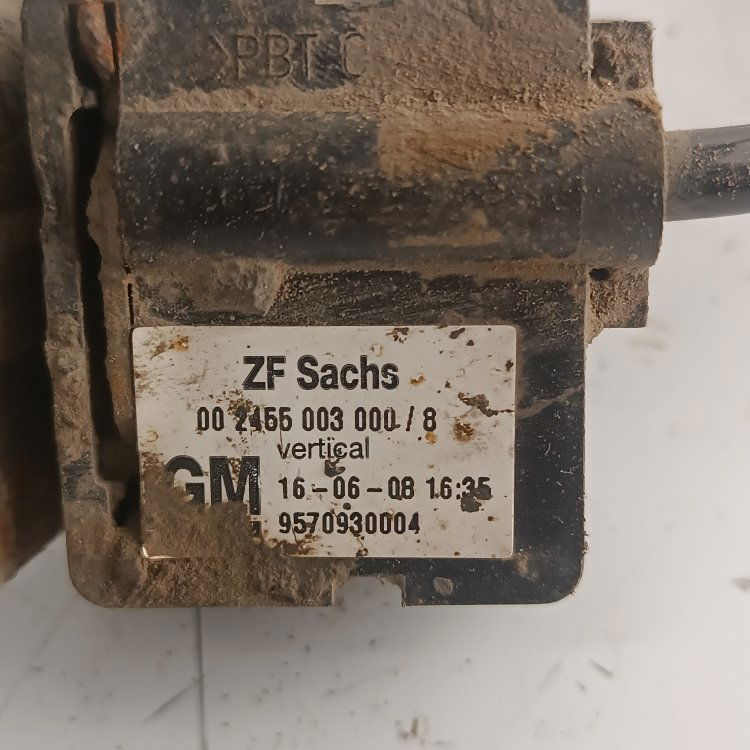 >PBT C
ZF Sachs
00 2455 003 000 / 8
vertical
GM
16-06-08 16:35
9570930004